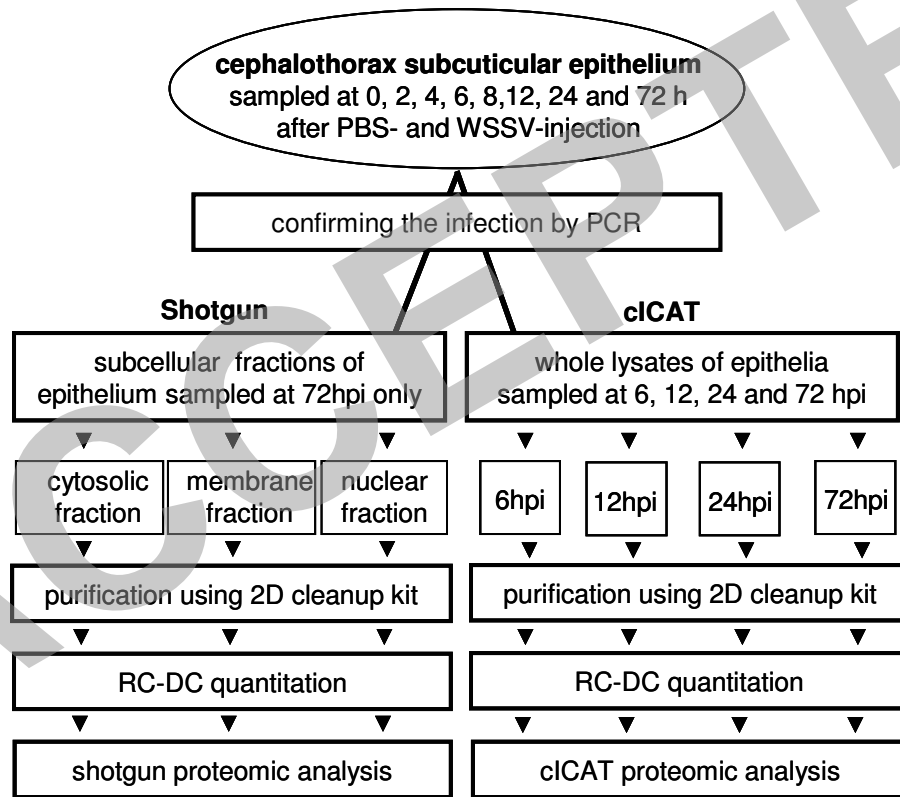 cephalothorax subcuticular epithelium
sampled at 0, 2, 4, 6, 8,12, 24 and 72 h
after PBS- and WSSV-injection
confirming the infection by PCR
Shotgun
subcellular fractions of
epithelium sampled at 72hpi only
cytosolic
fraction
membrane
fraction
nuclear
fraction
purification using 2D cleanup kit
RC-DC quantitation
shotgun proteomic analysis
cICAT
whole lysates of epithelia
sampled at 6, 12, 24 and 72 hpi
6hpi
12hpi
24hpi
72hpi
purification using 2D cleanup kit
RC-DC quantitation
cICAT proteomic analysis
ACCEPTE